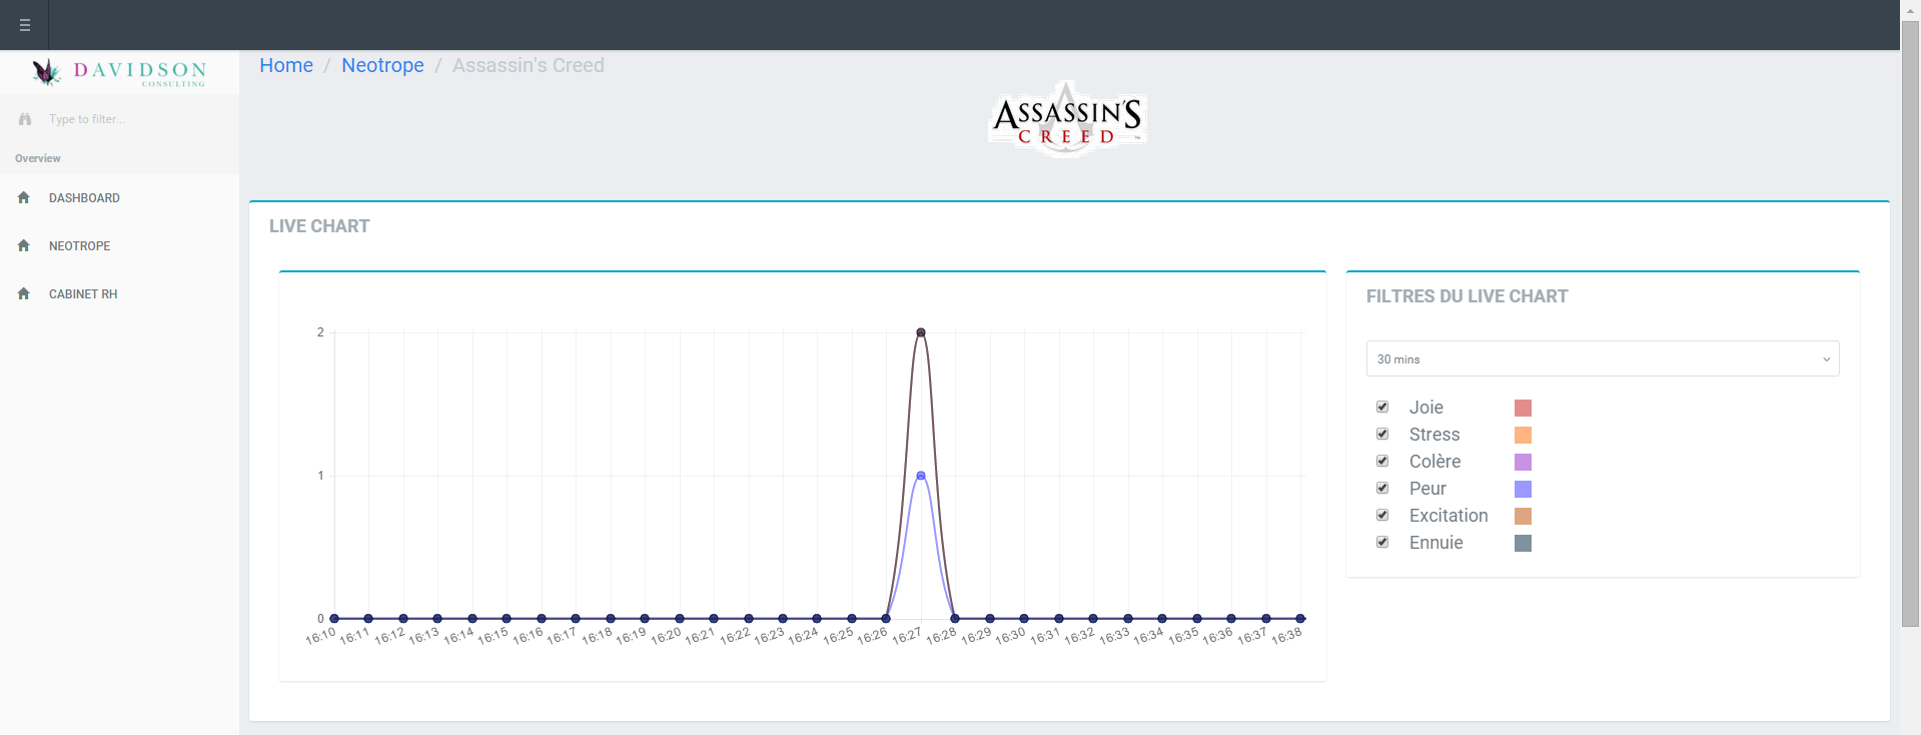 DAVIDSON
CONSULTING
Type to filter...
Overview
DASHBOARD
NEOTROPE
CABINET RH
Home / Neotrope / Assassin's Creed
ASSASSIN'S
CREED
LIVE CHART
2
1
0
16:10 16:11 16:12 16:13 16:14 16:15 16:16 16:17 16:18 16:19 16:20 16:21 16:22 16:23 16:24 16:25 16:26 16:27 16:28 16:29 16:30 16:31 16:32 16:33 16:34 16:35 16:36 16:37 16:38
FILTRES DU LIVE CHART
30 mins
Joie
Stress
Colère
Peur
Excitation
Ennuie